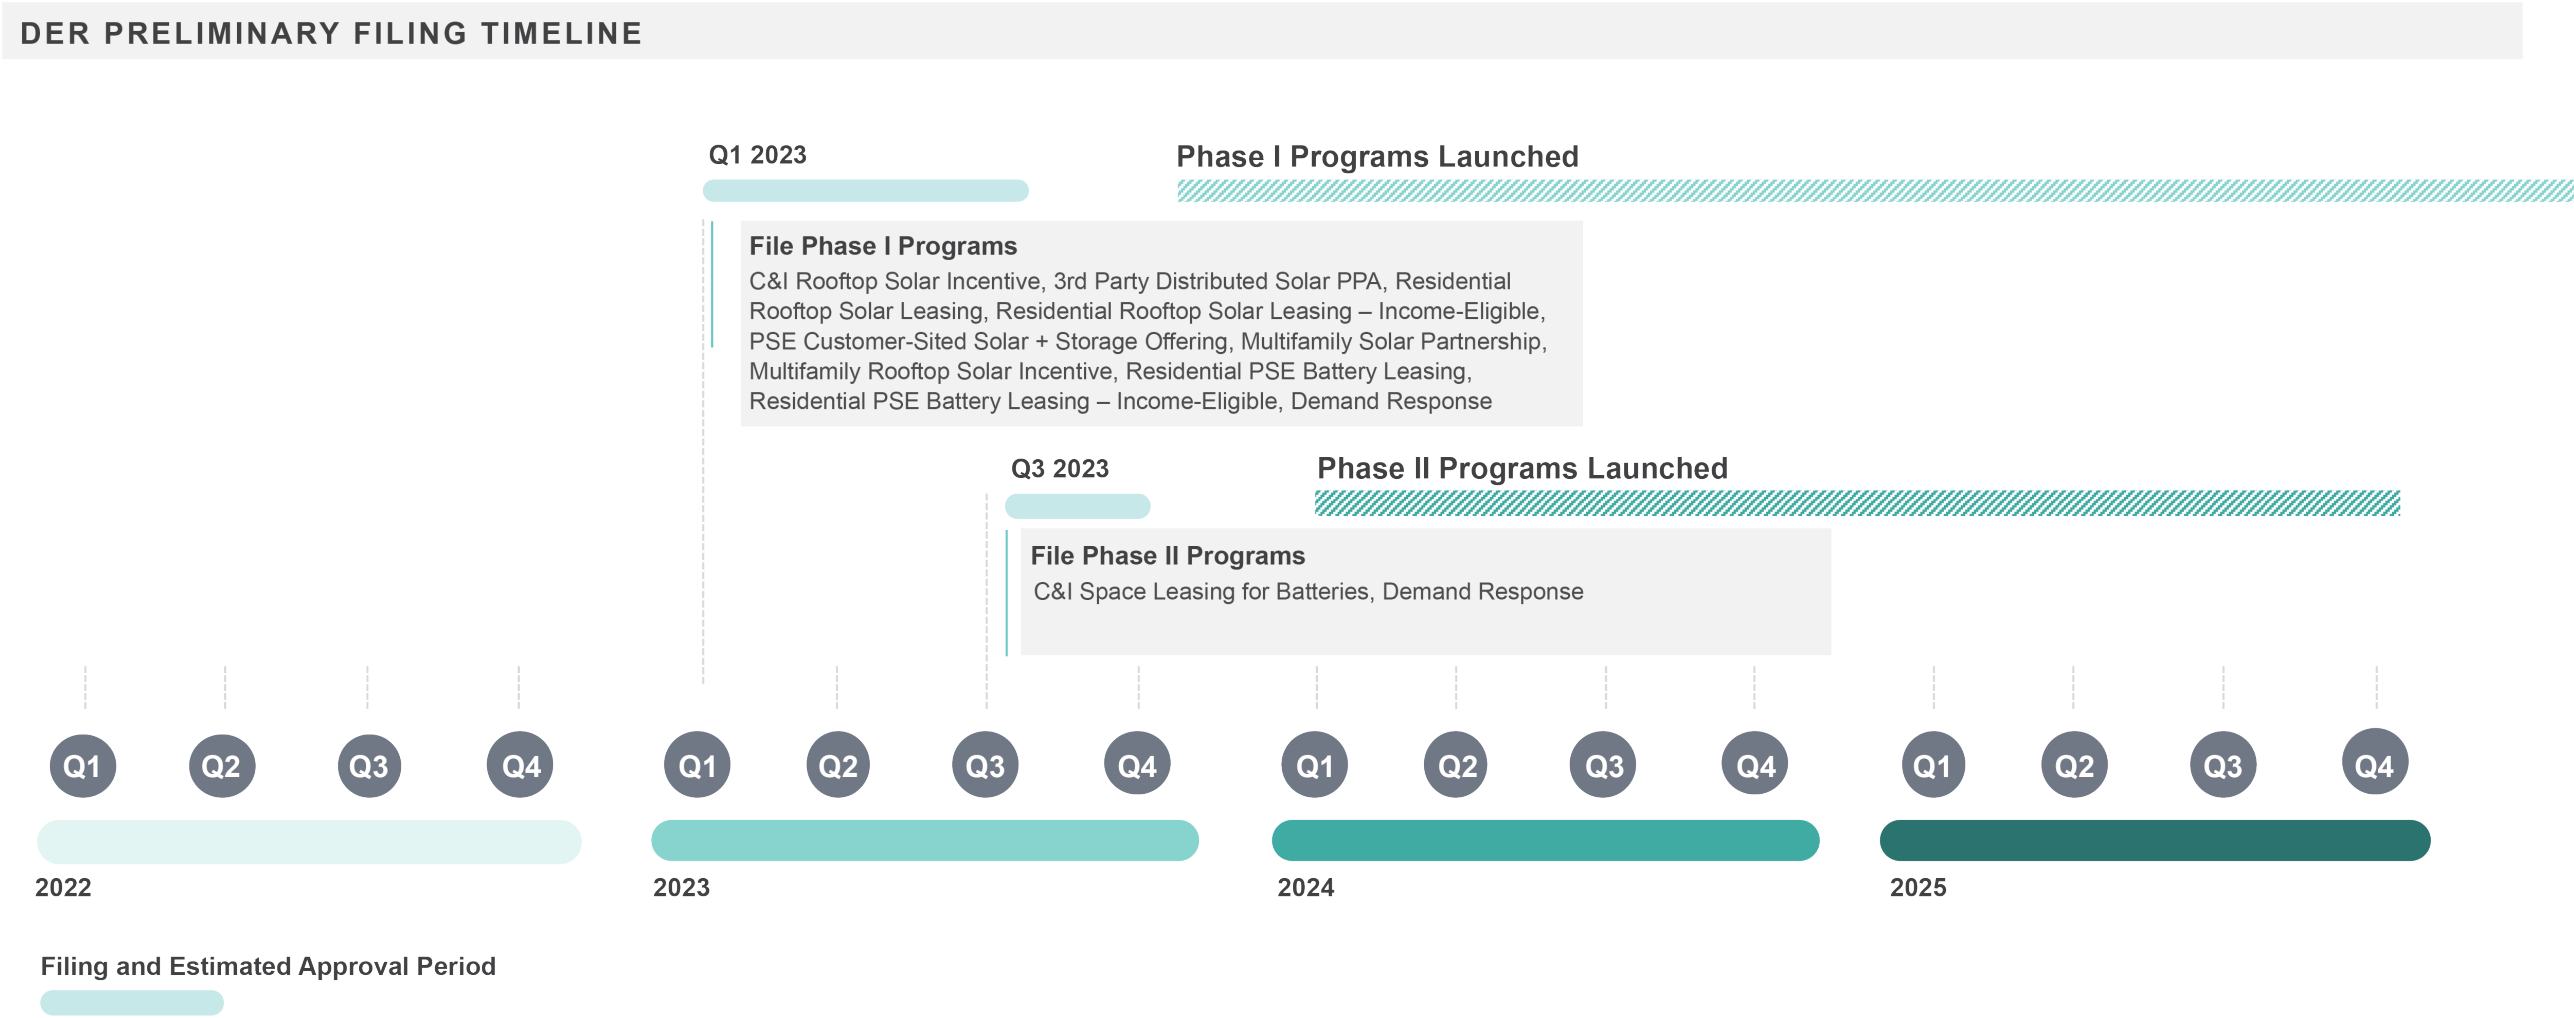 DER PRELIMINARY FILING TIMELINE
Q1 2023
Phase I Programs Launched
File Phase I Programs
C&I Rooftop Solar Incentive, 3rd Party Distributed Solar PPA, Residential
Rooftop Solar Leasing, Residential Rooftop Solar Leasing – Income-Eligible,
PSE Customer-Sited Solar + Storage Offering, Multifamily Solar Partnership,
Multifamily Rooftop Solar Incentive, Residential PSE Battery Leasing,
Residential PSE Battery Leasing – Income-Eligible, Demand Response
Q3 2023
Phase II Programs Launched
File Phase II Programs
C&I Space Leasing for Batteries, Demand Response
Q1 Q2 Q3 Q4 Q1 Q2 Q3 Q4 Q1 Q2 Q3 Q4 Q1 Q2 Q3 Q4
2022 2023 2024 2025
Filing and Estimated Approval Period